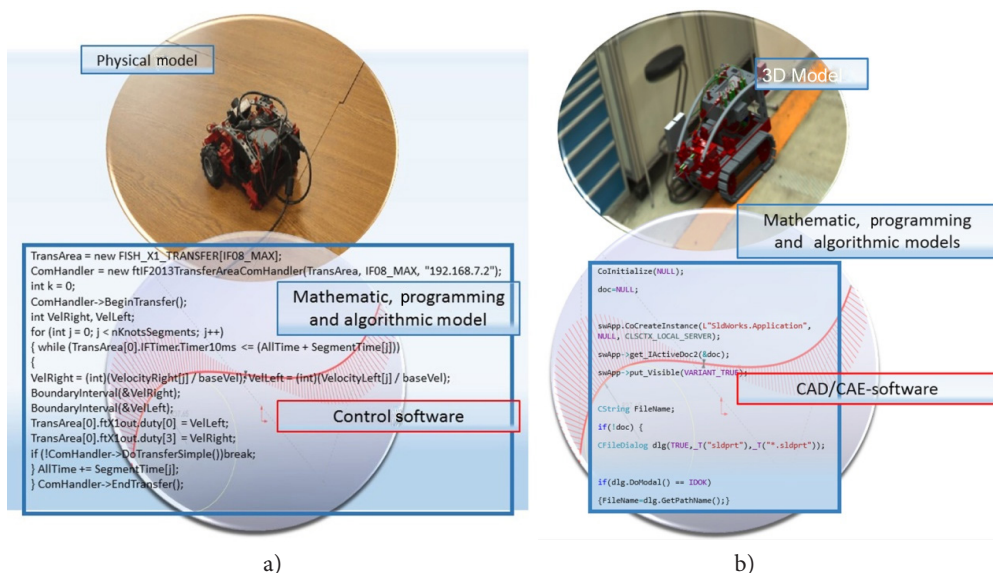 Physical model
TransArea = new FISH_X1_TRANSFER[IF08_MAX];
ComHandler = new ftIF2013TransferAreaComHandler(TransArea, IF08_MAX, "192.168.7.2");
int k = 0;
ComHandler->BeginTransfer();
int VelRight, VelLeft;
for (int j = 0; j < nKnotsSegments; j++)
{ while (TransArea[0].IFTimer.Timer10ms <= (AllTime + SegmentTime[j]))
{
VelRight = (int)(VelocityRight[j] / baseVel); VelLeft = (int)(VelocityLeft[j] / baseVel);
BoundaryInterval(&VelRight);
BoundaryInterval(&VelLeft);
TransArea[0].ftX1out.duty[0] = VelLeft;
TransArea[0].ftX1out.duty[3] = VelRight;
if (!ComHandler->DoTransferSimple())break;
} AllTime += SegmentTime[j];
} ComHandler->EndTransfer();
Mathematic, programming
and algorithmic model
Control software
a)
3D Model
Mathematic, programming
and algorithmic models
CoInitialize(NULL);
doc=NULL;
swApp.CoCreateInstance(L"SldWorks.Application",
NULL, CLSCTX_LOCAL_SERVER);
swApp->get_IActiveDoc2(&doc);
swApp->put_Visible(VARIANT_TRUE);
CString FileName;
if(!doc) {
CFileDialog dlg(TRUE,_T("sldprt"),_T("*.sldprt"));
if(dlg.DoModal() == IDOK)
{FileName=dlg.GetPathName();}
CAD/CAE-software
b)